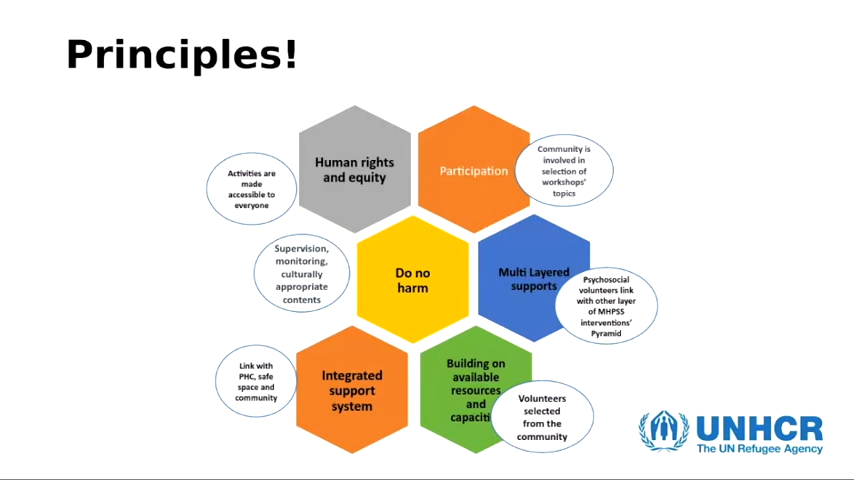 Principles!
Human rights
and equity
Activities are
made
accessible to
everyone
Participation
Community is
involved in
selection of
workshops'
topics
Do no
harm
Supervision,
monitoring,
culturally
appropriate
contents
Multi Layered
supports
Psychosocial
volunteers link
with other layer
of MHPSS
interventions'
Pyramid
Integrated
support
system
Link with
PHC, safe
space and
community
Building on
available
resources
and
Volunteers
selected
from the
community
UNHCR
The UN Refugee Agency